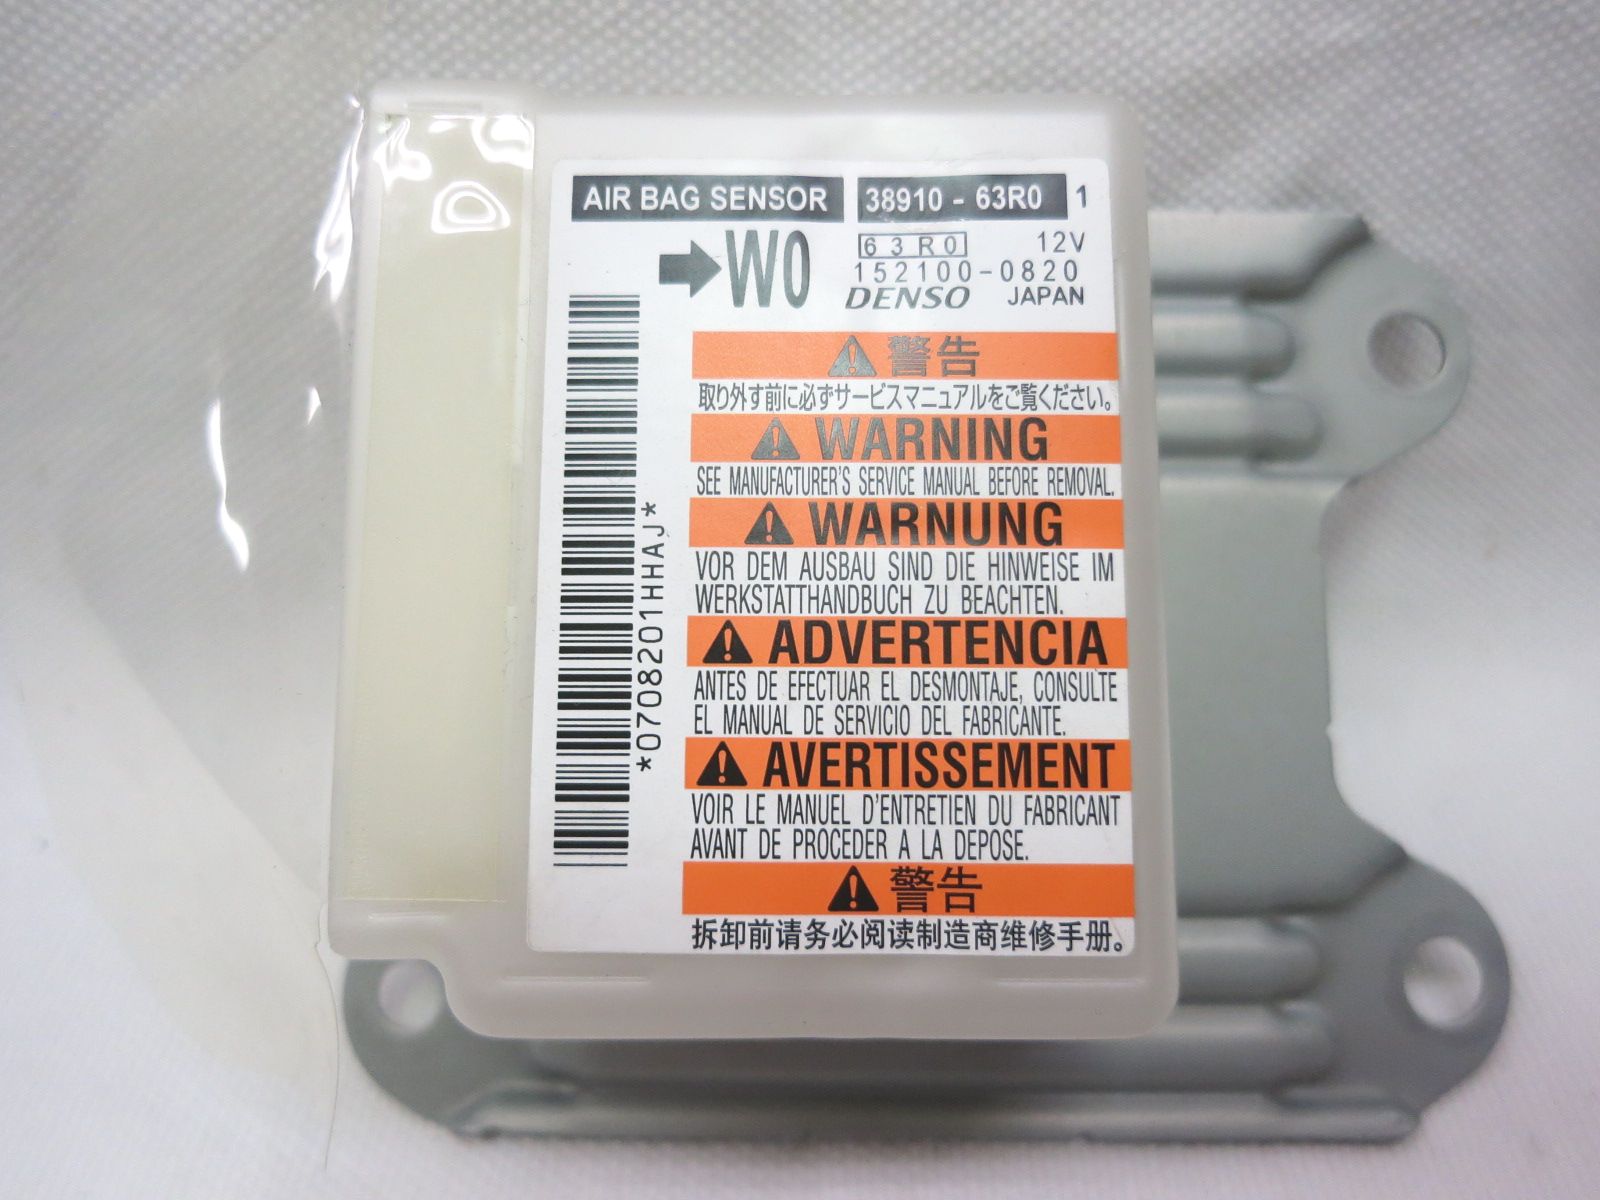 AIR BAG SENSOR 38910 - 63R0 1
W0 63R0 12V
152100-0820
DENSO JAPAN
*0708201HHAJ*
警告
取り外す前に必ずサービスマニュアルをご覧ください。
WARNING
SEE MANUFACTURER'S SERVICE MANUAL BEFORE REMOVAL.
WARNUNG
VOR DEM AUSBAU SIND DIE HINWEISE IM
WERKSTATTHANDBUCH ZU BEACHTEN.
ADVERTENCIA
ANTES DE EFECTUAR EL DESMONTAJE, CONSULTE
EL MANUAL DE SERVICIO DEL FABRICANTE.
AVERTISSEMENT
VOIR LE MANUEL D'ENTRETIEN DU FABRICANT
AVANT DE PROCEDER A LA DEPOSE.
警告
拆卸前请务必阅读制造商维修手册。